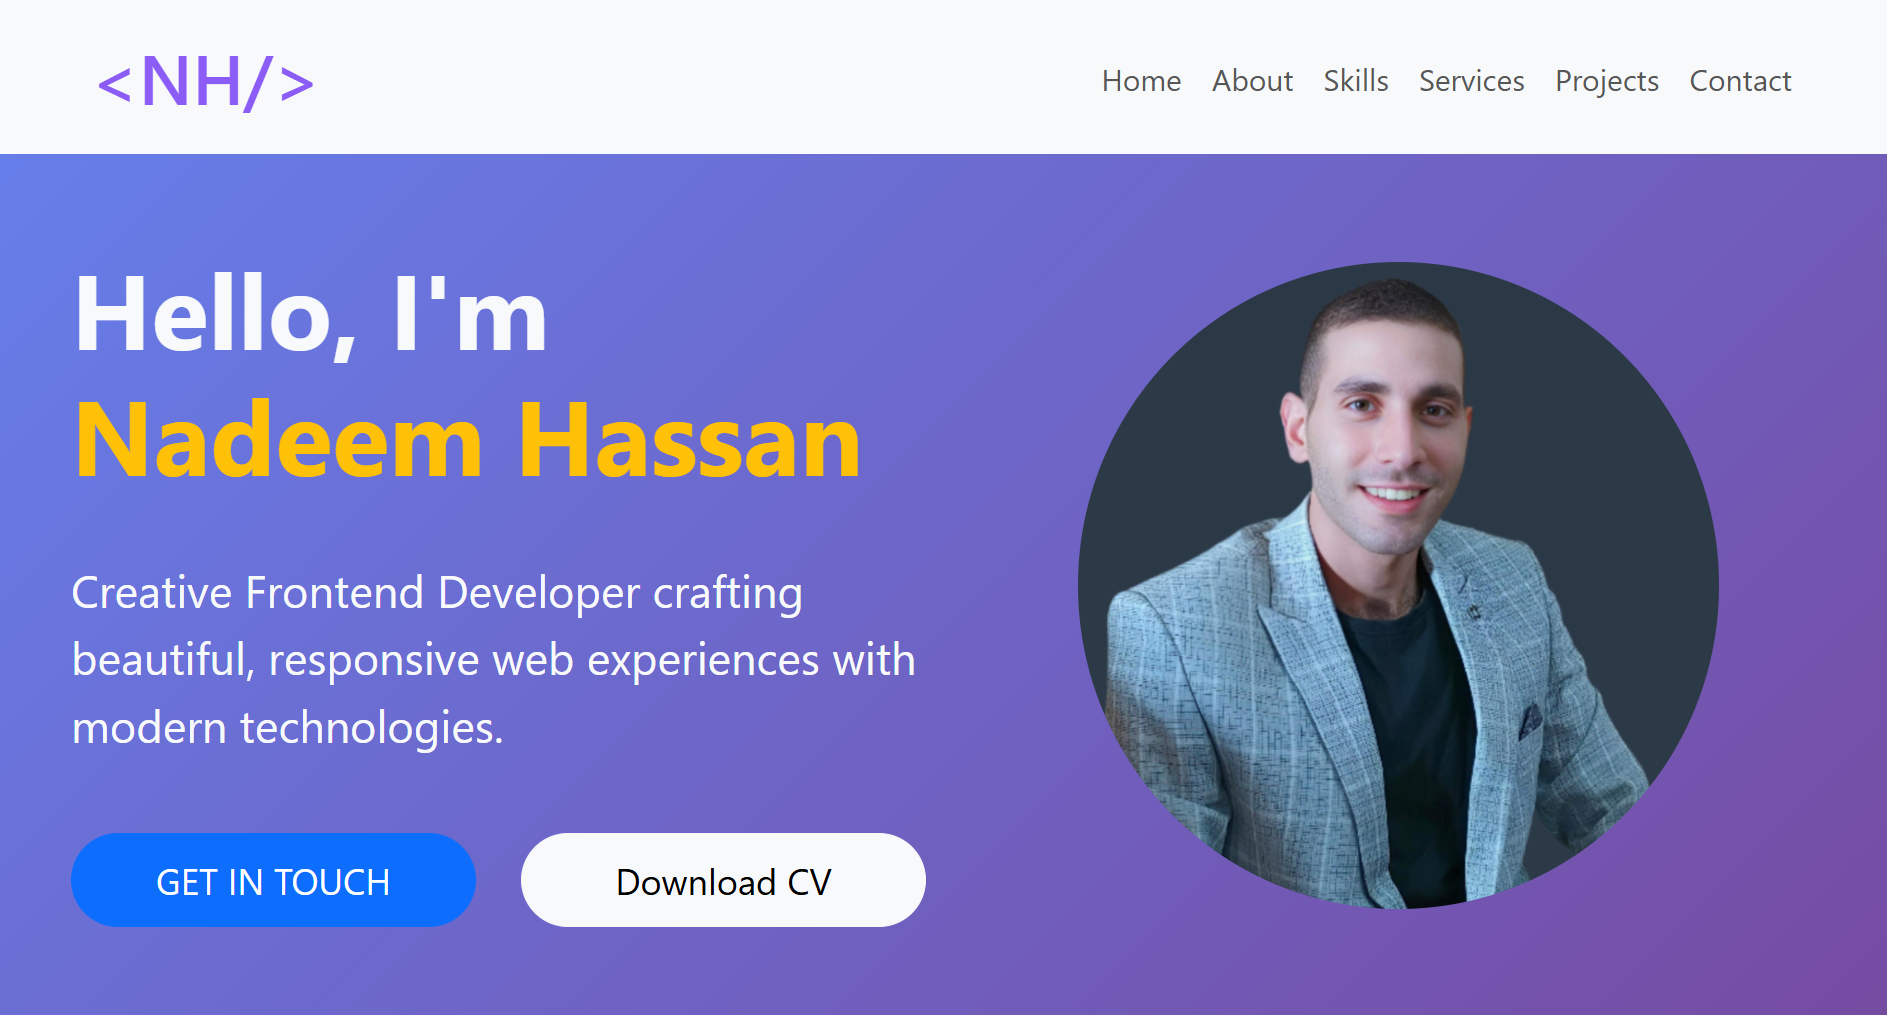 <NH/>
Home About Skills Services Projects Contact
Hello, I'm
Nadeem Hassan
Creative Frontend Developer crafting
beautiful, responsive web experiences with
modern technologies.
GET IN TOUCH
Download CV